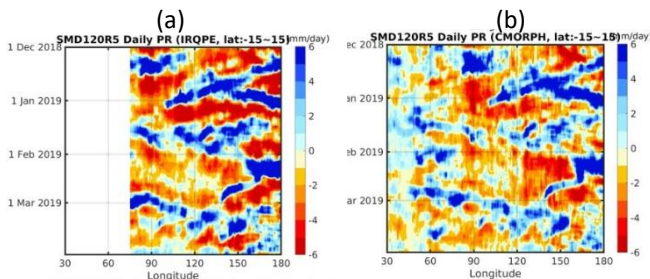 (a)
(b)
SMD120R5 Daily PR (IRQPE, lat:-15~15)
(mm/day)
SMD120R5 Daily PR (CMORPH, lat:-15~15)
(mm/day)
1 Dec 2018
1 Jan 2019
1 Feb 2019
1 Mar 2019
30 60 90 120 150 180
Longitude
6
4
2
0
-2
-4
-6
ec 2018
an 2019
eb 2019
ar 2019
30 60 90 120 150 180
Longitude
6
4
2
0
-2
-4
-6